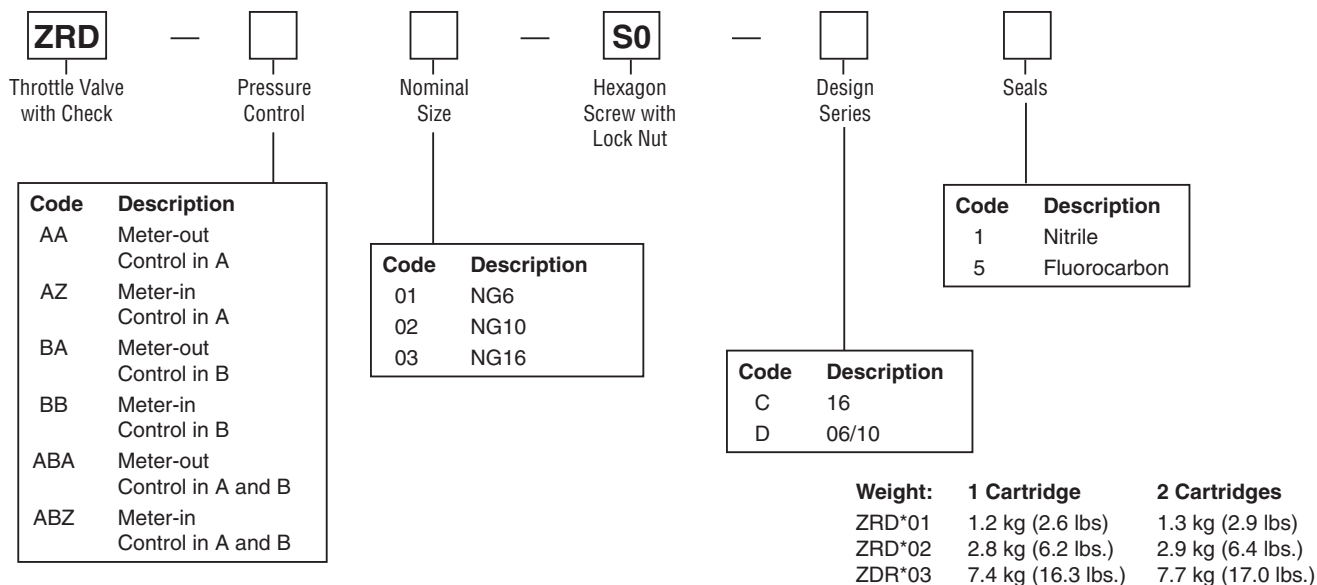 ZRD — — S0 —
Throttle Valve
with Check
Pressure
Control
Nominal
Size
Hexagon
Screw with
Lock Nut
Design
Series
Seals
Code Description
AA Meter-out
Control in A
AZ Meter-in
Control in A
BA Meter-out
Control in B
BB Meter-in
Control in B
ABA Meter-out
Control in A and B
ABZ Meter-in
Control in A and B
Code Description
01 NG6
02 NG10
03 NG16
Code Description
C 16
D 06/10
Code Description
1 Nitrile
5 Fluorocarbon
Weight: 1 Cartridge 2 Cartridges
ZRD*01 1.2 kg (2.6 lbs) 1.3 kg (2.9 lbs)
ZRD*02 2.8 kg (6.2 lbs.) 2.9 kg (6.4 lbs.)
ZDR*03 7.4 kg (16.3 lbs.) 7.7 kg (17.0 lbs.)